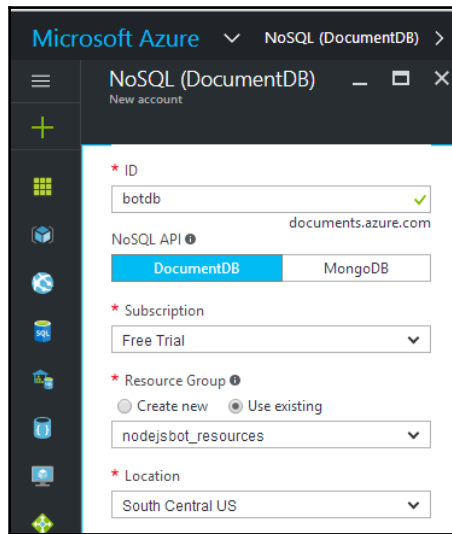 Microsoft Azure NoSQL (DocumentDB)
NoSQL (DocumentDB)
New account
* ID
botdb
documents.azure.com
NoSQL API
DocumentDB MongoDB
* Subscription
Free Trial
* Resource Group
Create new Use existing
nodejsbot_resources
* Location
South Central US
SQL